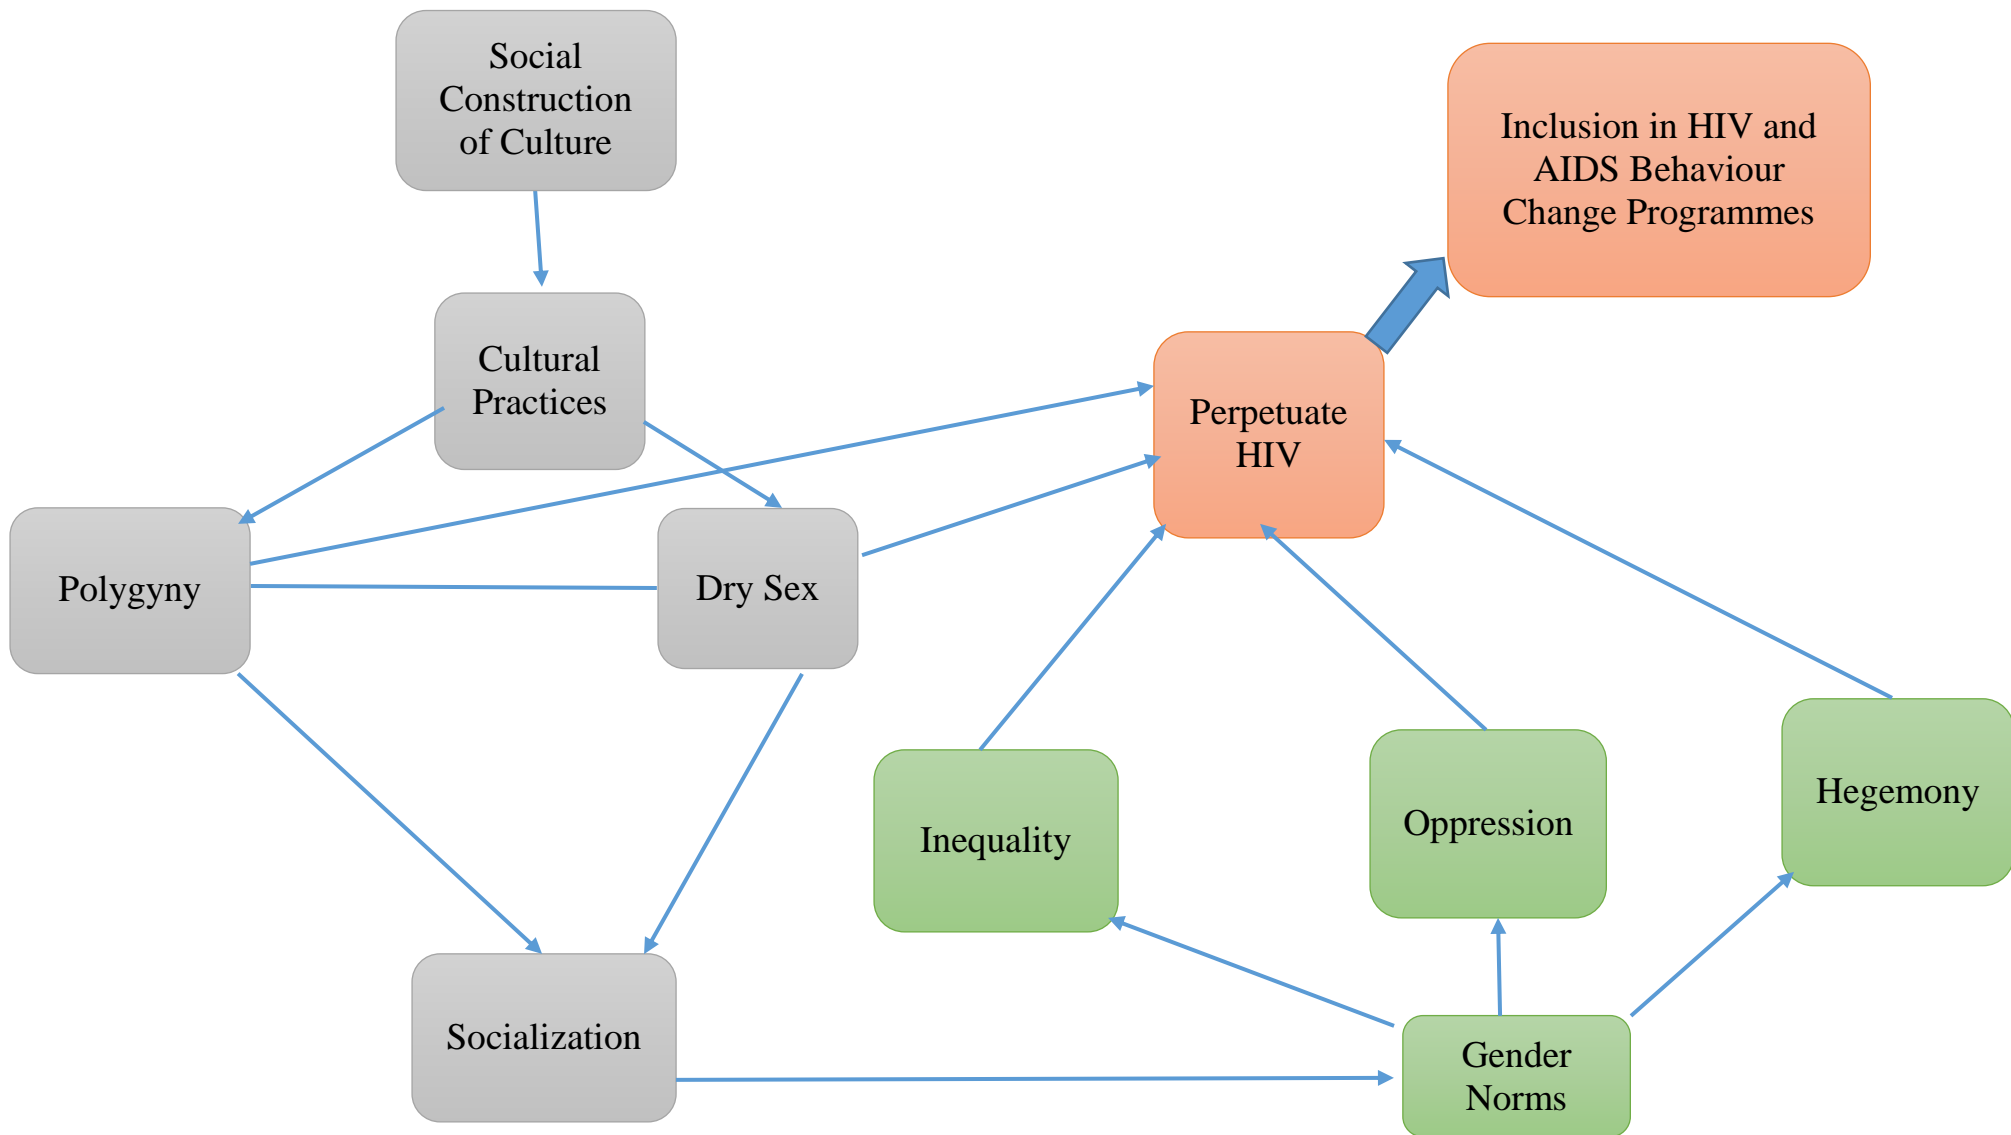 Social
Construction
of Culture
Inclusion in HIV and
AIDS Behaviour
Change Programmes
Cultural
Practices
Perpetuate
HIV
Polygyny
Dry Sex
Inequality
Oppression
Hegemony
Socialization
Gender
Norms